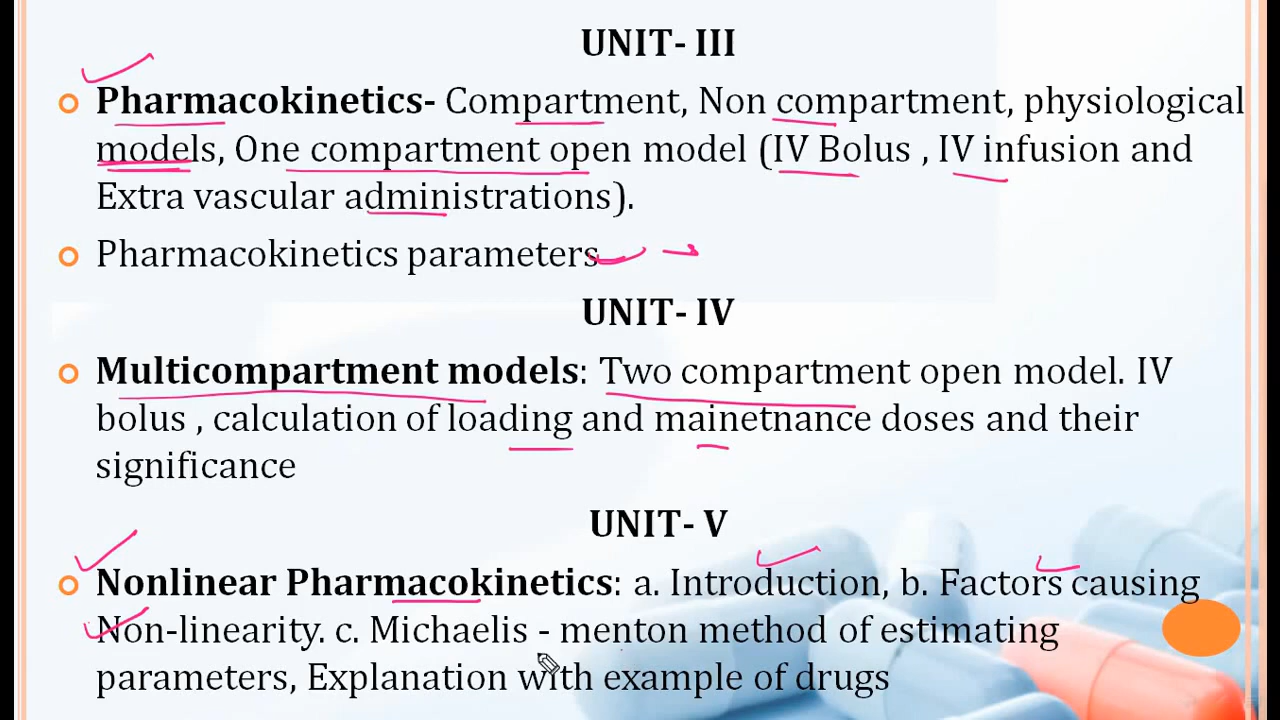 UNIT- III
Pharmacokinetics- Compartment, Non compartment, physiological
models, One compartment open model (IV Bolus , IV infusion and
Extra vascular administrations).
Pharmacokinetics parameters
UNIT- IV
Multicompartment models: Two compartment open model. IV
bolus , calculation of loading and mainetnance doses and their
significance
UNIT- V
Nonlinear Pharmacokinetics: a. Introduction, b. Factors causing
Non-linearity. c. Michaelis - menton method of estimating
parameters, Explanation with example of drugs